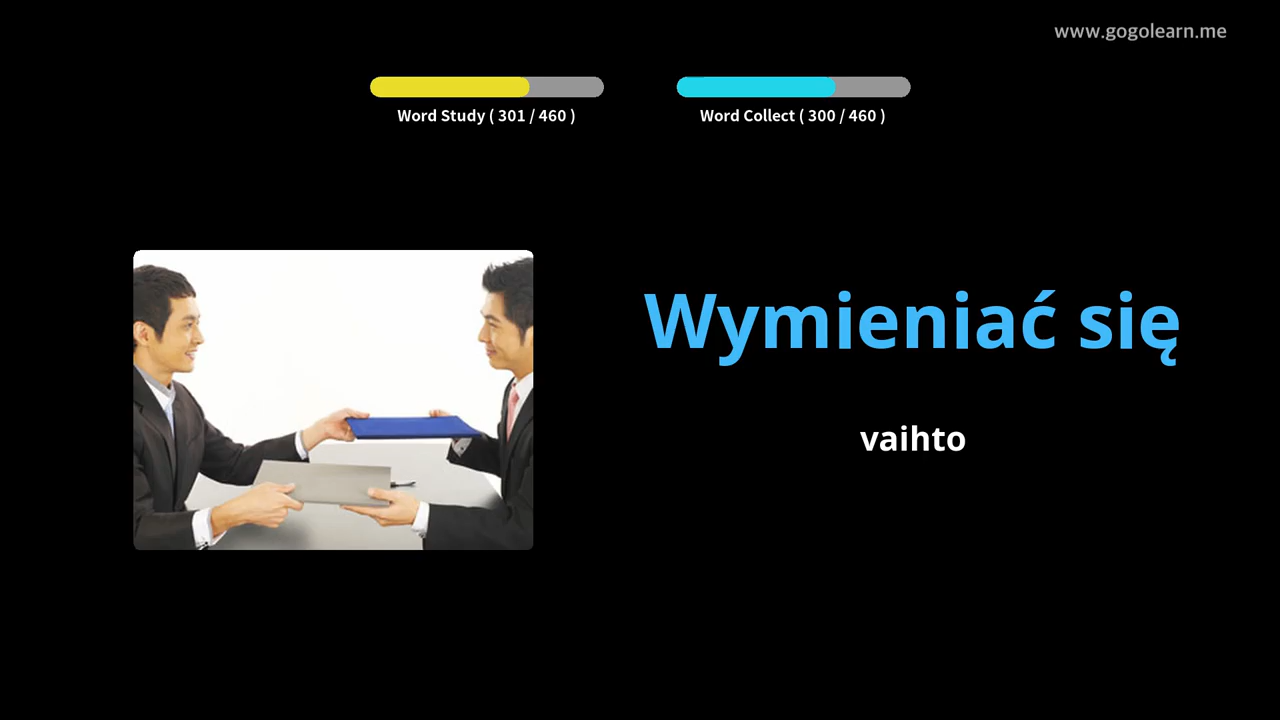 www.gogolearn.me
Word Study ( 301 / 460 )
Word Collect ( 300 / 460 )
Wymieniać się
vaihto